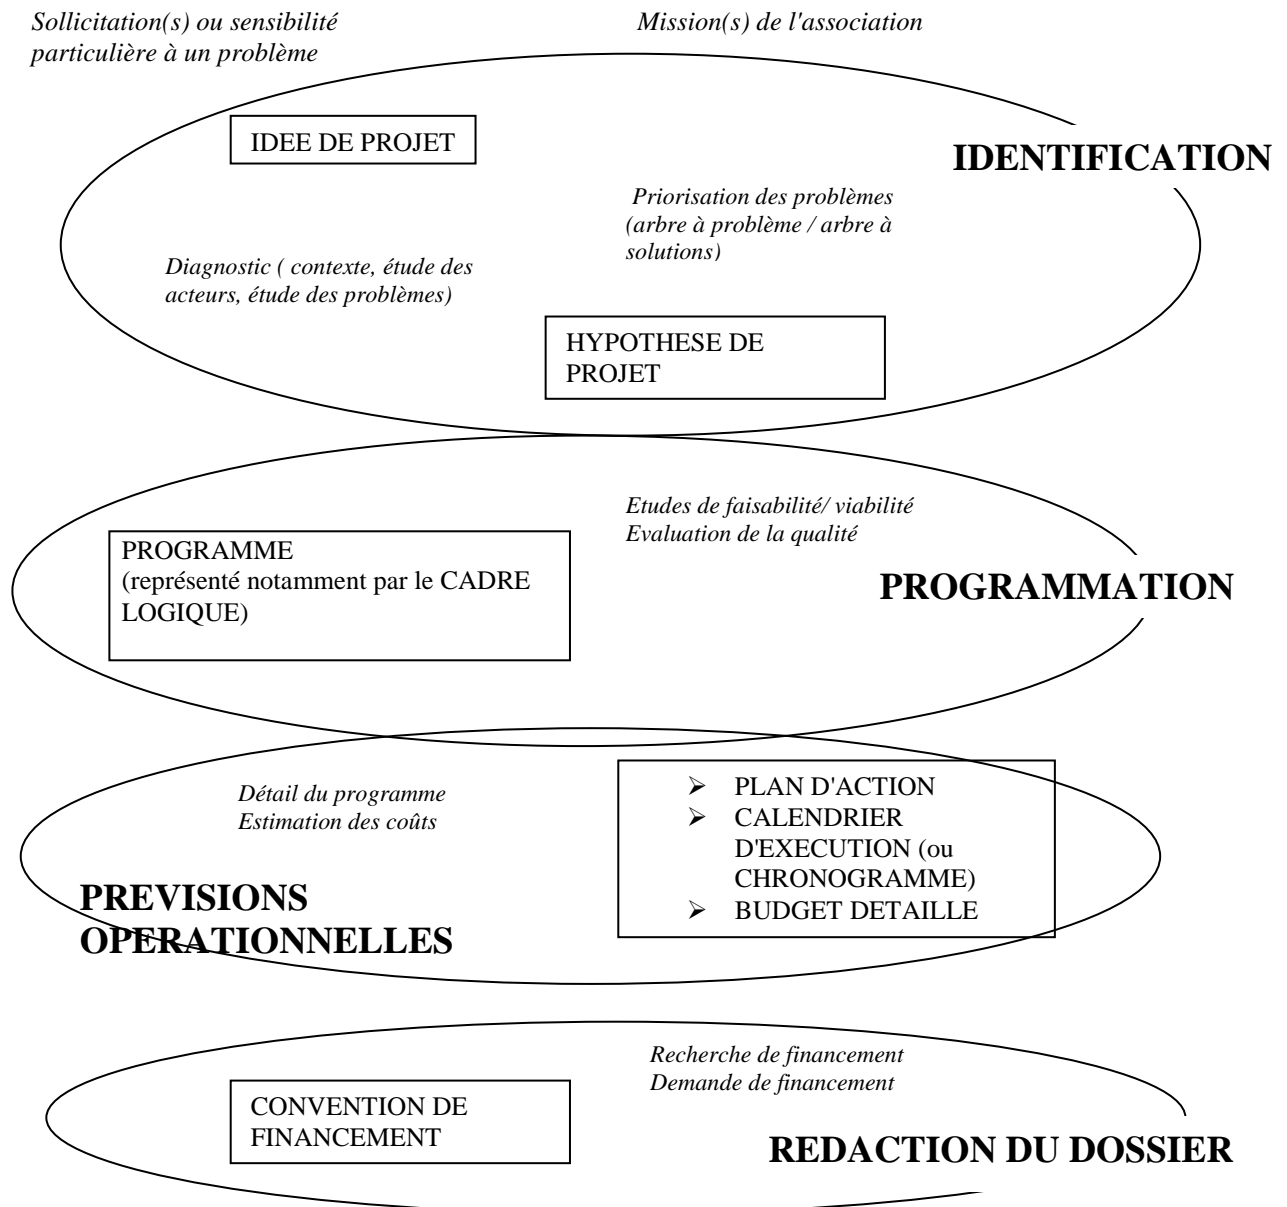 Sollicitation(s) ou sensibilité
particulière à un problème
Mission(s) de l'association
IDEE DE PROJET
IDENTIFICATION
Priorisation des problèmes
(arbre à problème / arbre à
solutions)
Diagnostic ( contexte, étude des
acteurs, étude des problèmes)
HYPOTHESE DE
PROJET
Etudes de faisabilité/ viabilité
Evaluation de la qualité
PROGRAMME
(représenté notamment par le CADRE
LOGIQUE)
PROGRAMMATION
Détail du programme
Estimation des coûts
➢ PLAN D'ACTION
➢ CALENDRIER
D'EXECUTION (ou
CHRONOGRAMME)
➢ BUDGET DETAILLE
PREVISIONS
OPERATIONNELLES
Recherche de financement
Demande de financement
CONVENTION DE
FINANCEMENT
REDACTION DU DOSSIER